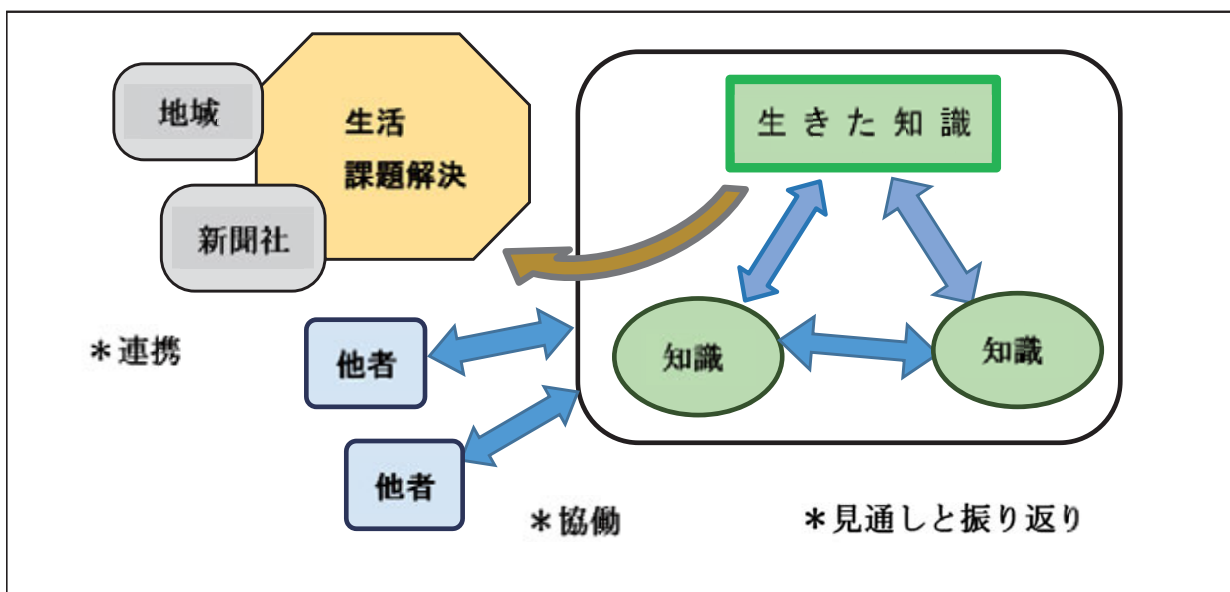 地域
生活
課題解決
新聞社
生きた知識
知識
知識
他者
他者
＊連携
＊協働
＊見通しと振り返り